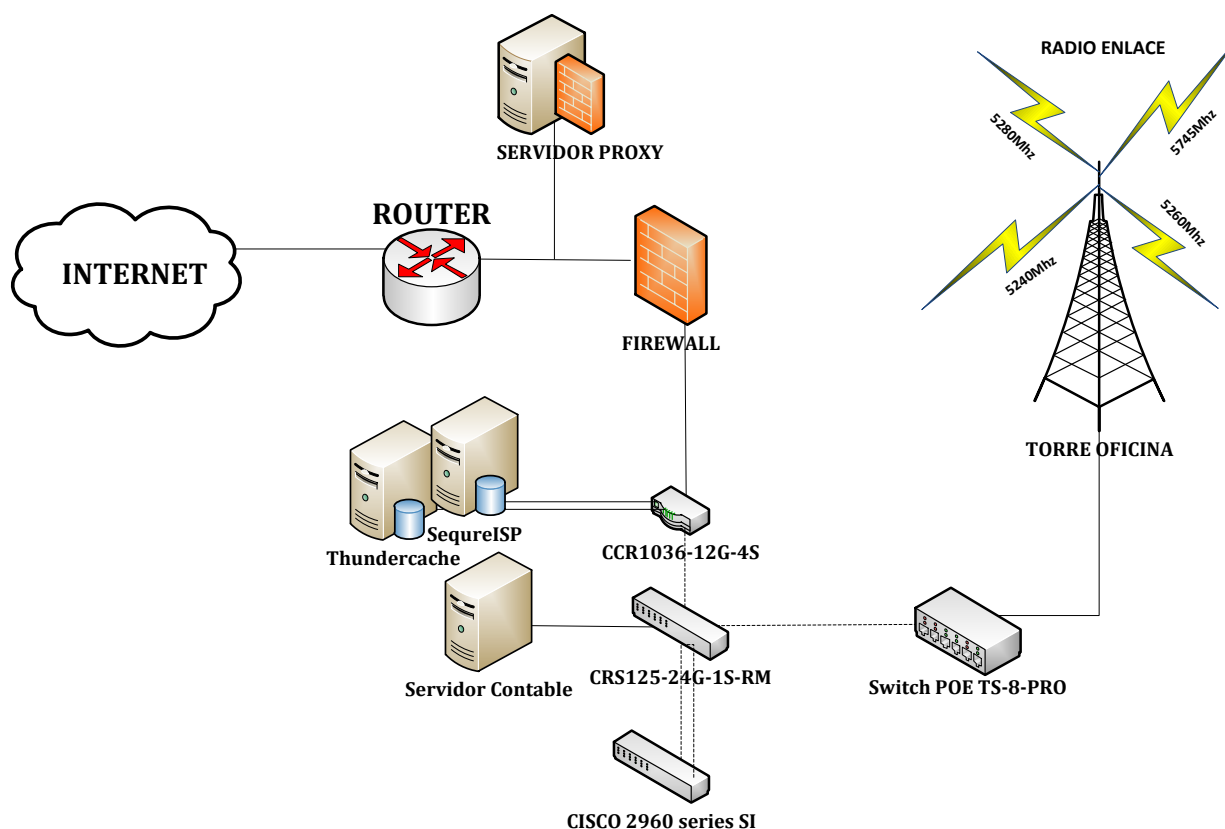 RADIO ENLACE
5280Mhz
5745Mhz
SERVIDOR PROXY
ROUTER
5260Mhz
5240Mhz
INTERNET
FIREWALL
TORRE OFICINA
SequreISP
Thundercache
CCR1036-12G-4S
Servidor Contable
CRS125-24G-1S-RM
Switch POE TS-8-PRO
CISCO 2960 series SI